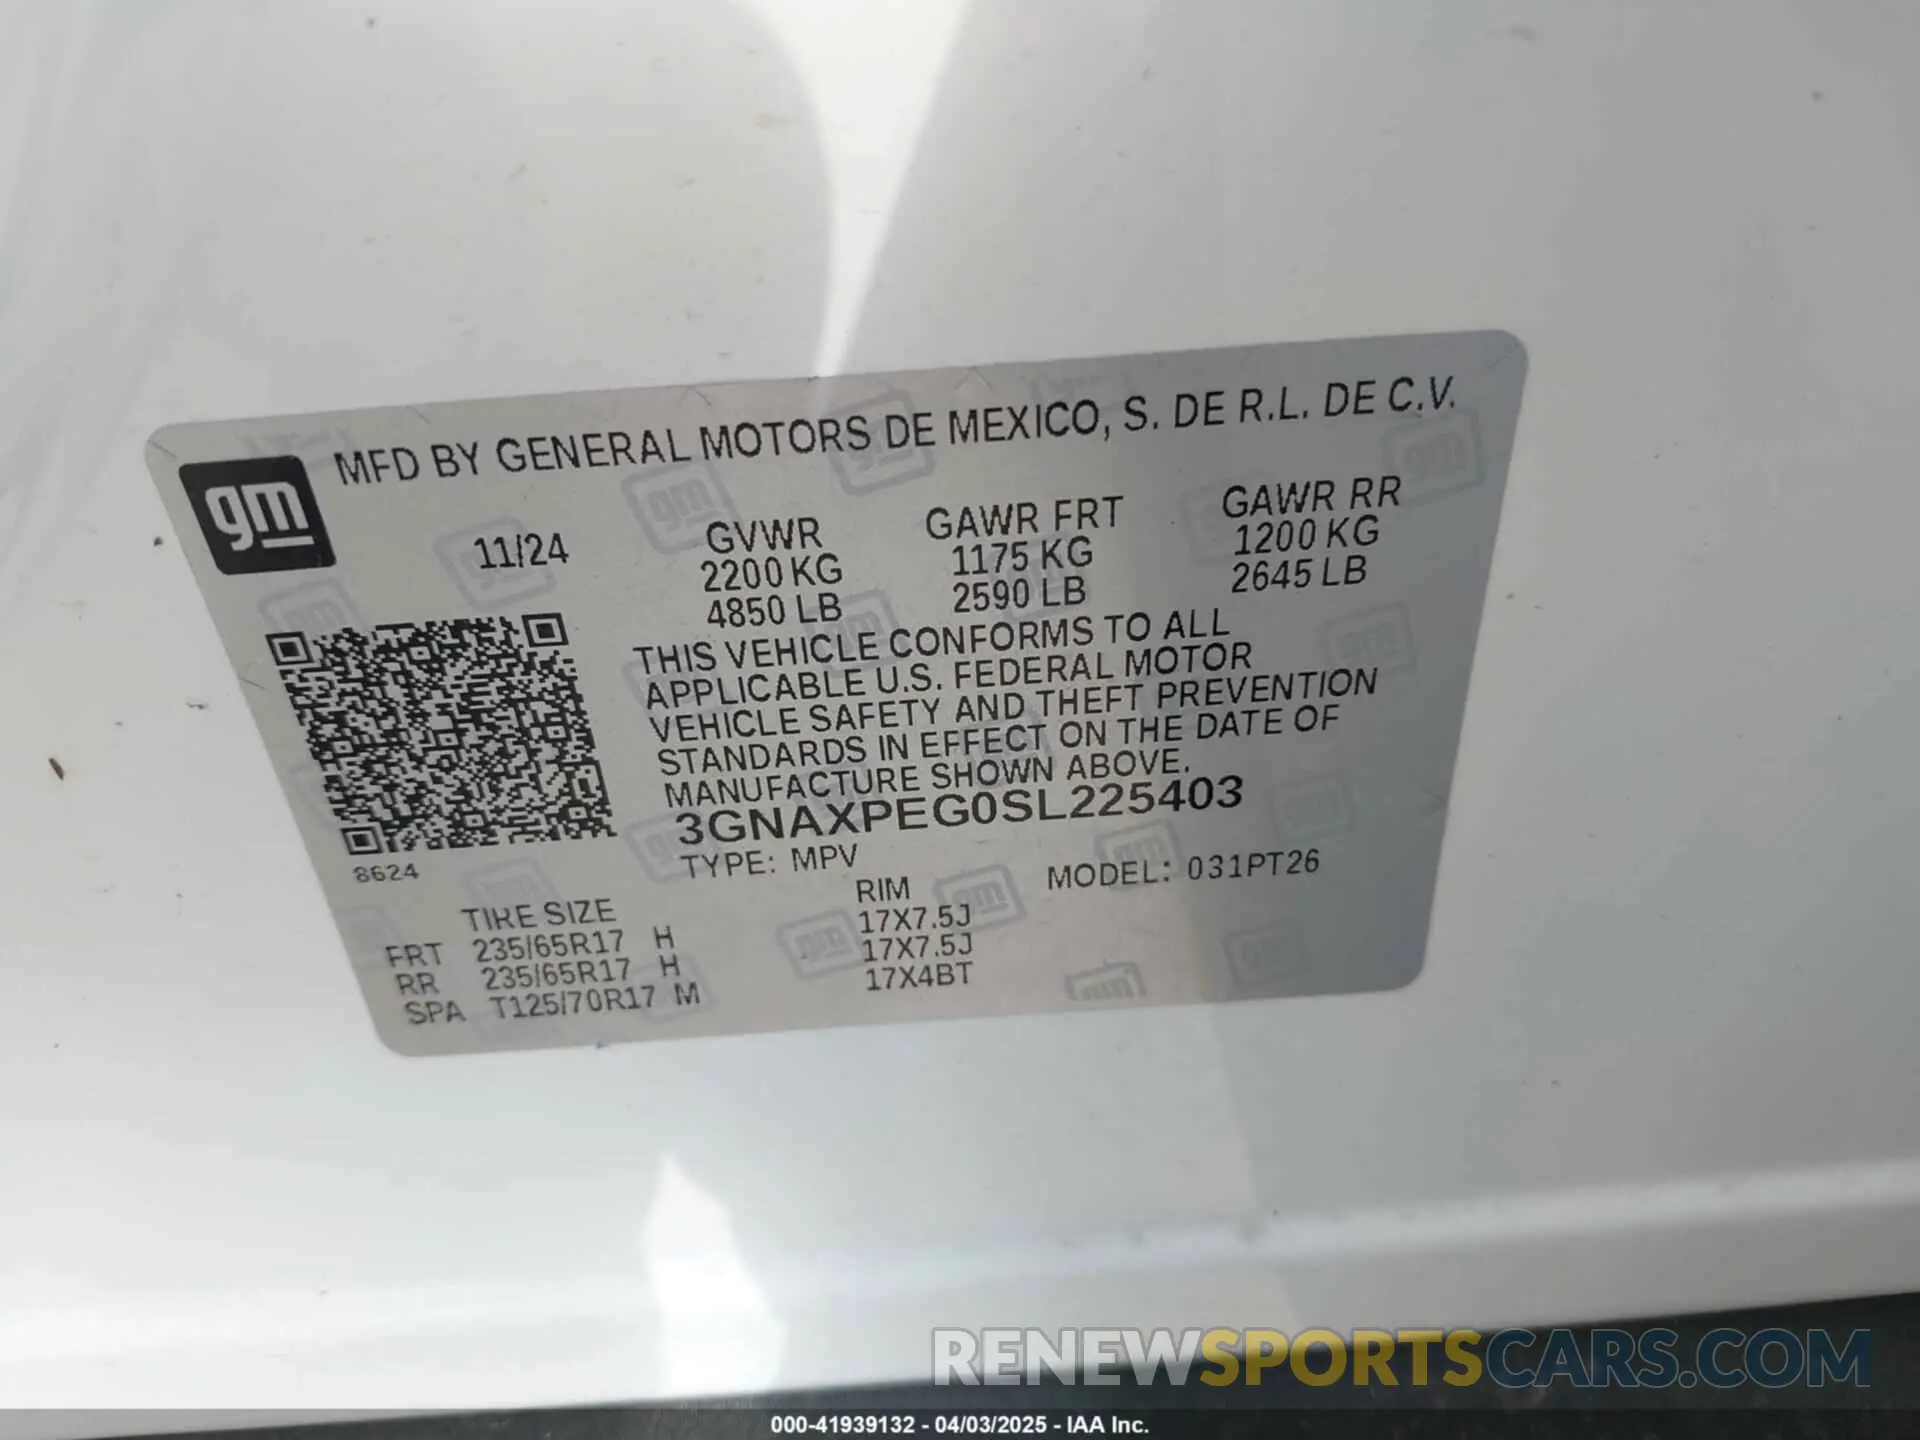 gm
MFD BY GENERAL MOTORS DE MEXICO, S. DE R.L. DE C.V.
11/24
GVWR
2200 KG
4850 LB
GAWR FRT
1175 KG
2590 LB
GAWR RR
1200 KG
2645 LB
THIS VEHICLE CONFORMS TO ALL
APPLICABLE U.S. FEDERAL MOTOR
VEHICLE SAFETY AND THEFT PREVENTION
STANDARDS IN EFFECT ON THE DATE OF
MANUFACTURE SHOWN ABOVE.
3GNAXPEG0SL225403
TYPE: MPV
MODEL: 031PT26
8624
TIRE SIZE RIM
FRT 235/65R17 H 17X7.5J
RR 235/65R17 H 17X7.5J
SPA T125/70R17 M 17X4BT
RENEWSPORTSCARS.COM
000-41939132 - 04/03/2025 - IAA Inc.